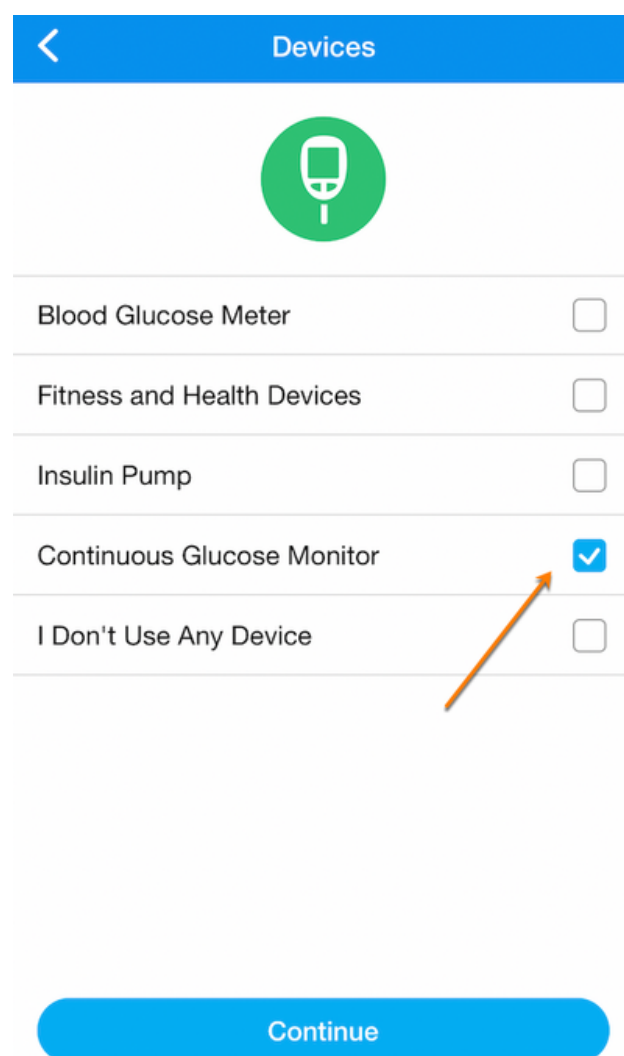 Devices
Blood Glucose Meter
Fitness and Health Devices
Insulin Pump
Continuous Glucose Monitor
I Don't Use Any Device
Continue